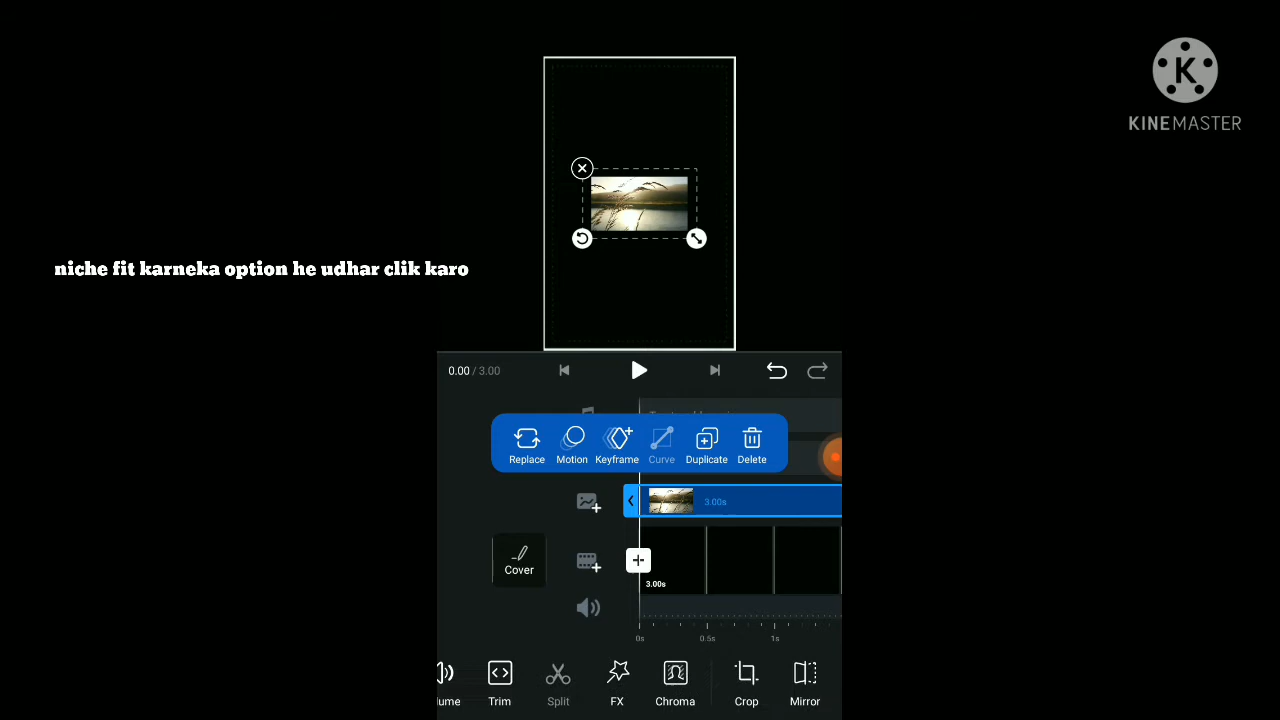 KINEMASTER
niche fit karneka option he udhar clik karo
0.00 / 3.00
Replace Motion Keyframe Curve Duplicate Delete
3.00s
Cover
3.00s
0s 0.5s 1s
lume Trim Split FX Chroma Crop Mirror